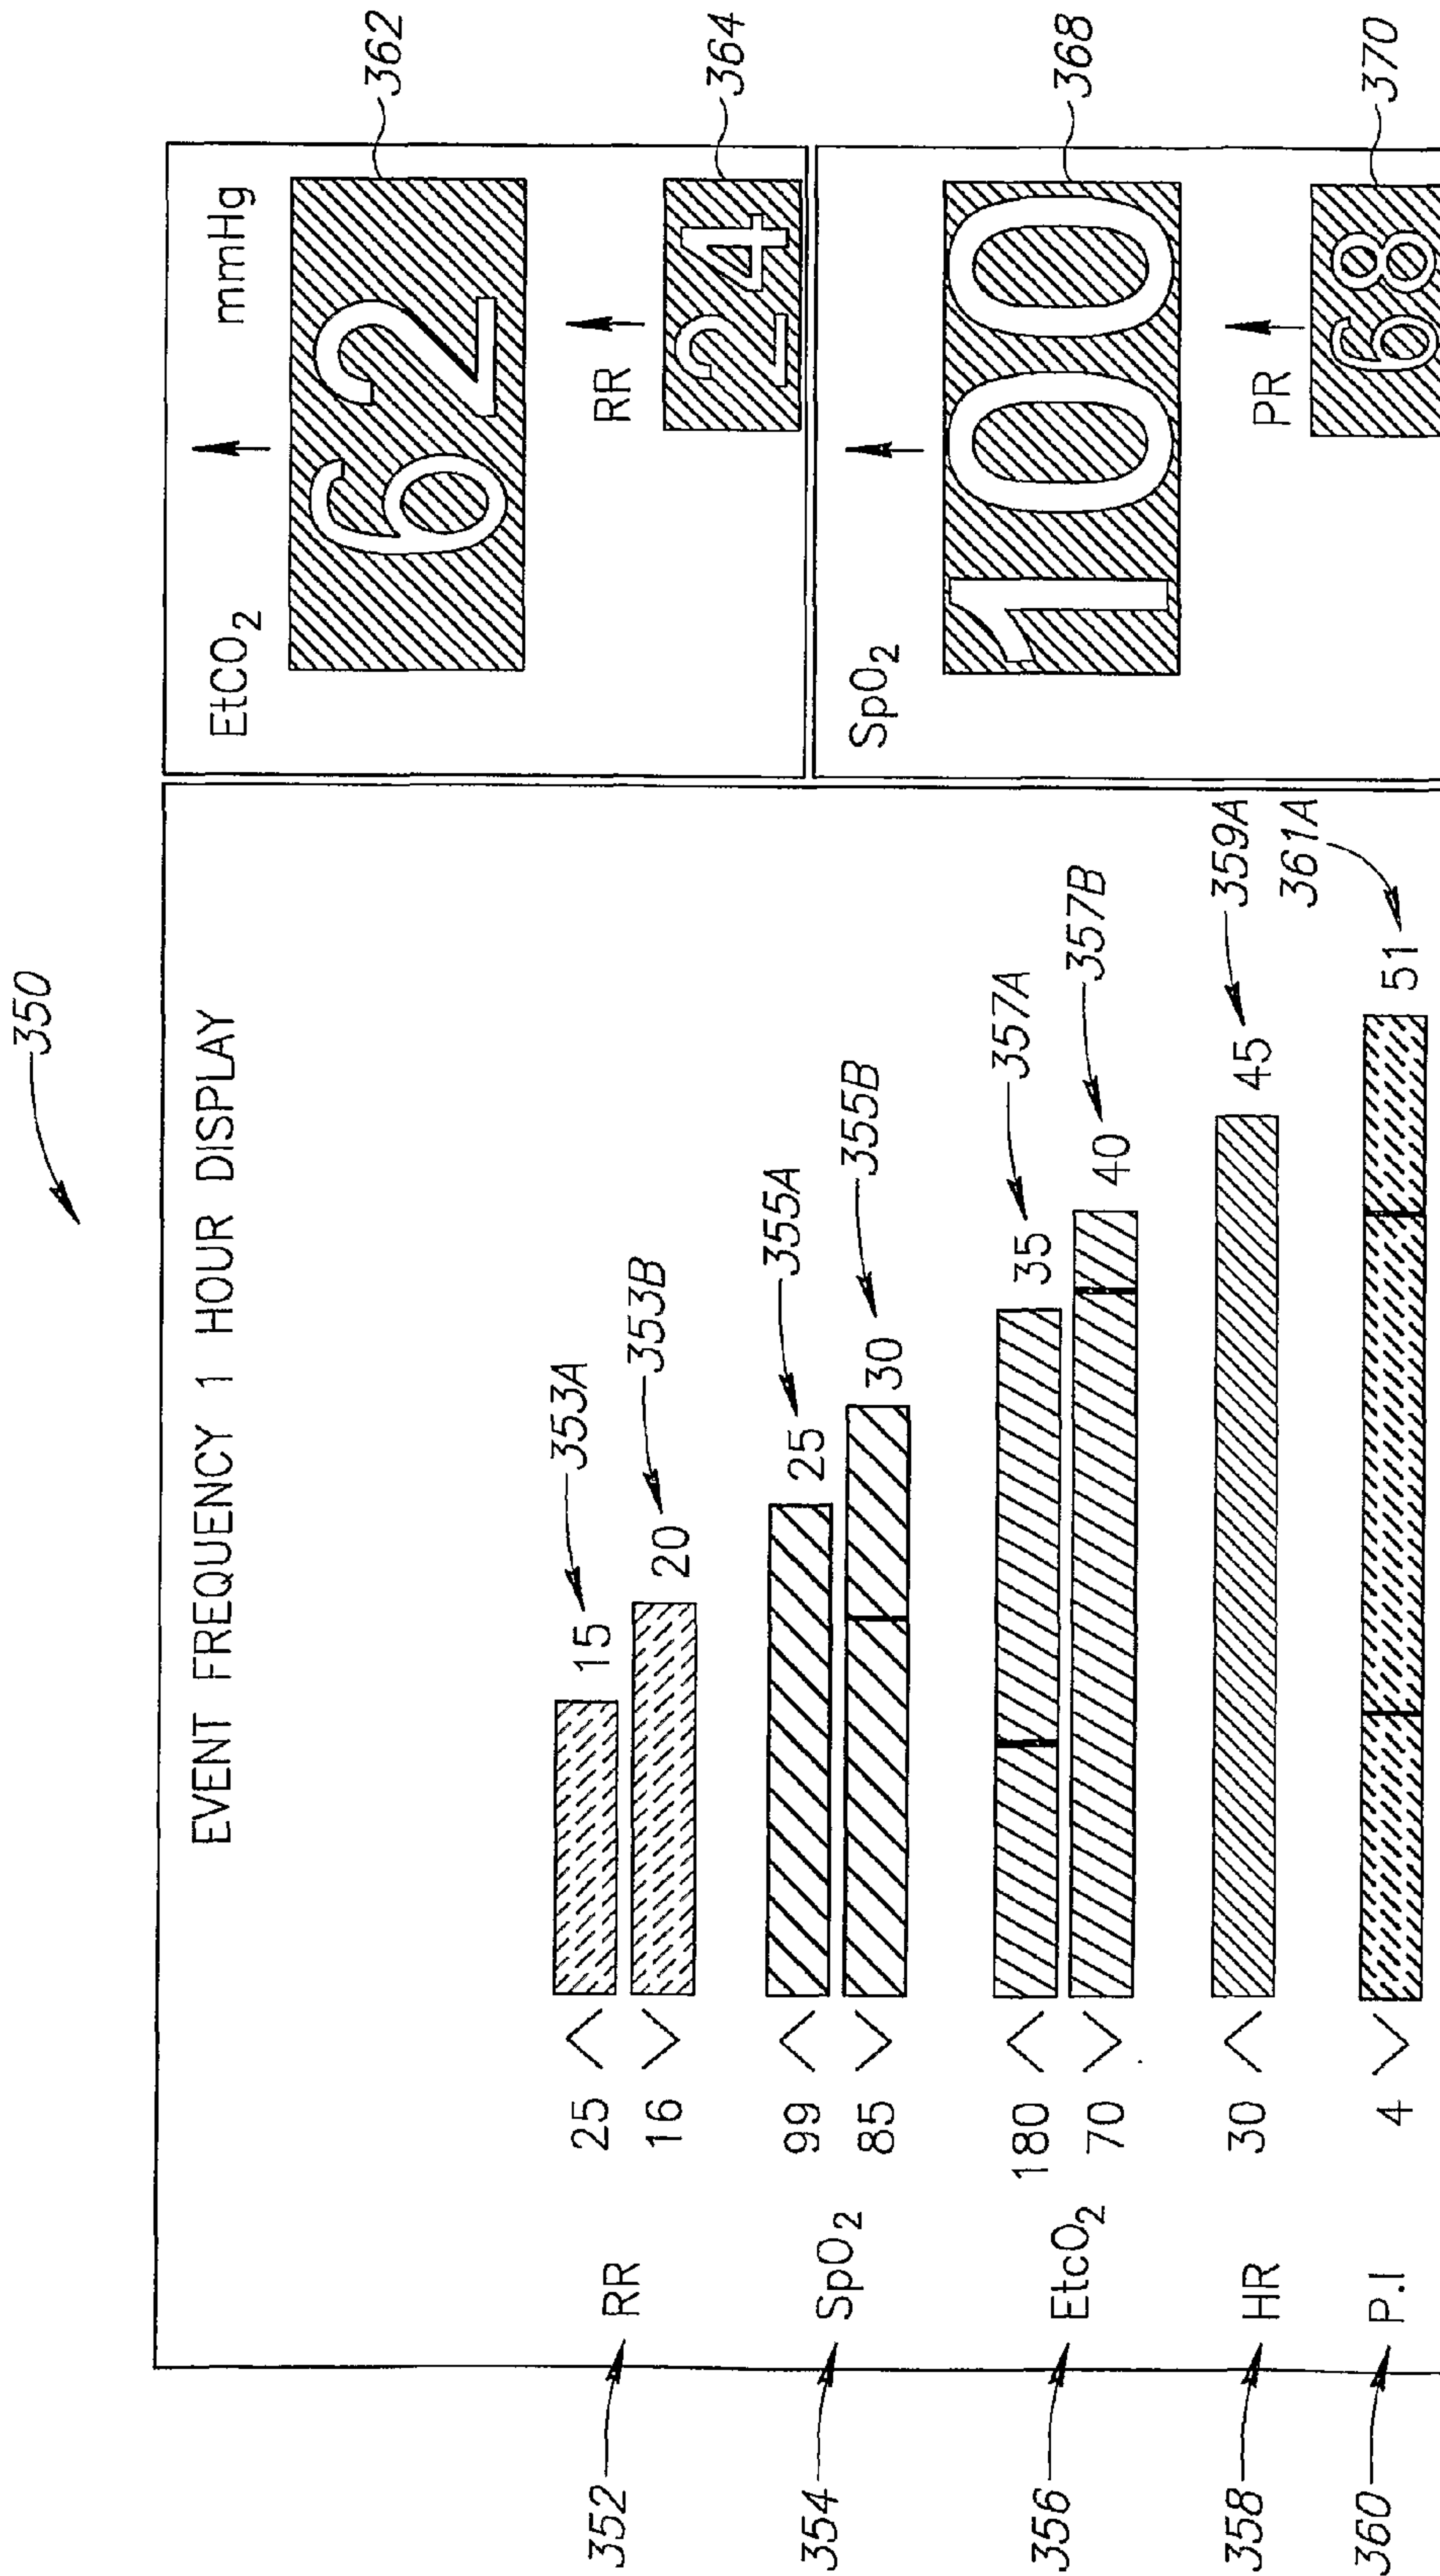 350
EVENT FREQUENCY 1 HOUR DISPLAY
352 RR
25 ∧ 15 353A
16 ∨ 20 353B
354 SpO₂
99 ∧ 25 355A
85 ∨ 30 355B
356 EtcO₂
180 ∧ 35 357A
70 ∨ 40 357B
358 HR 30 ∧ 45 359A
360 P.I 4 ∨ 51 361A
EtCO₂ mmHg
62 362
RR
24 364
SpO₂
100 368
PR
68 370